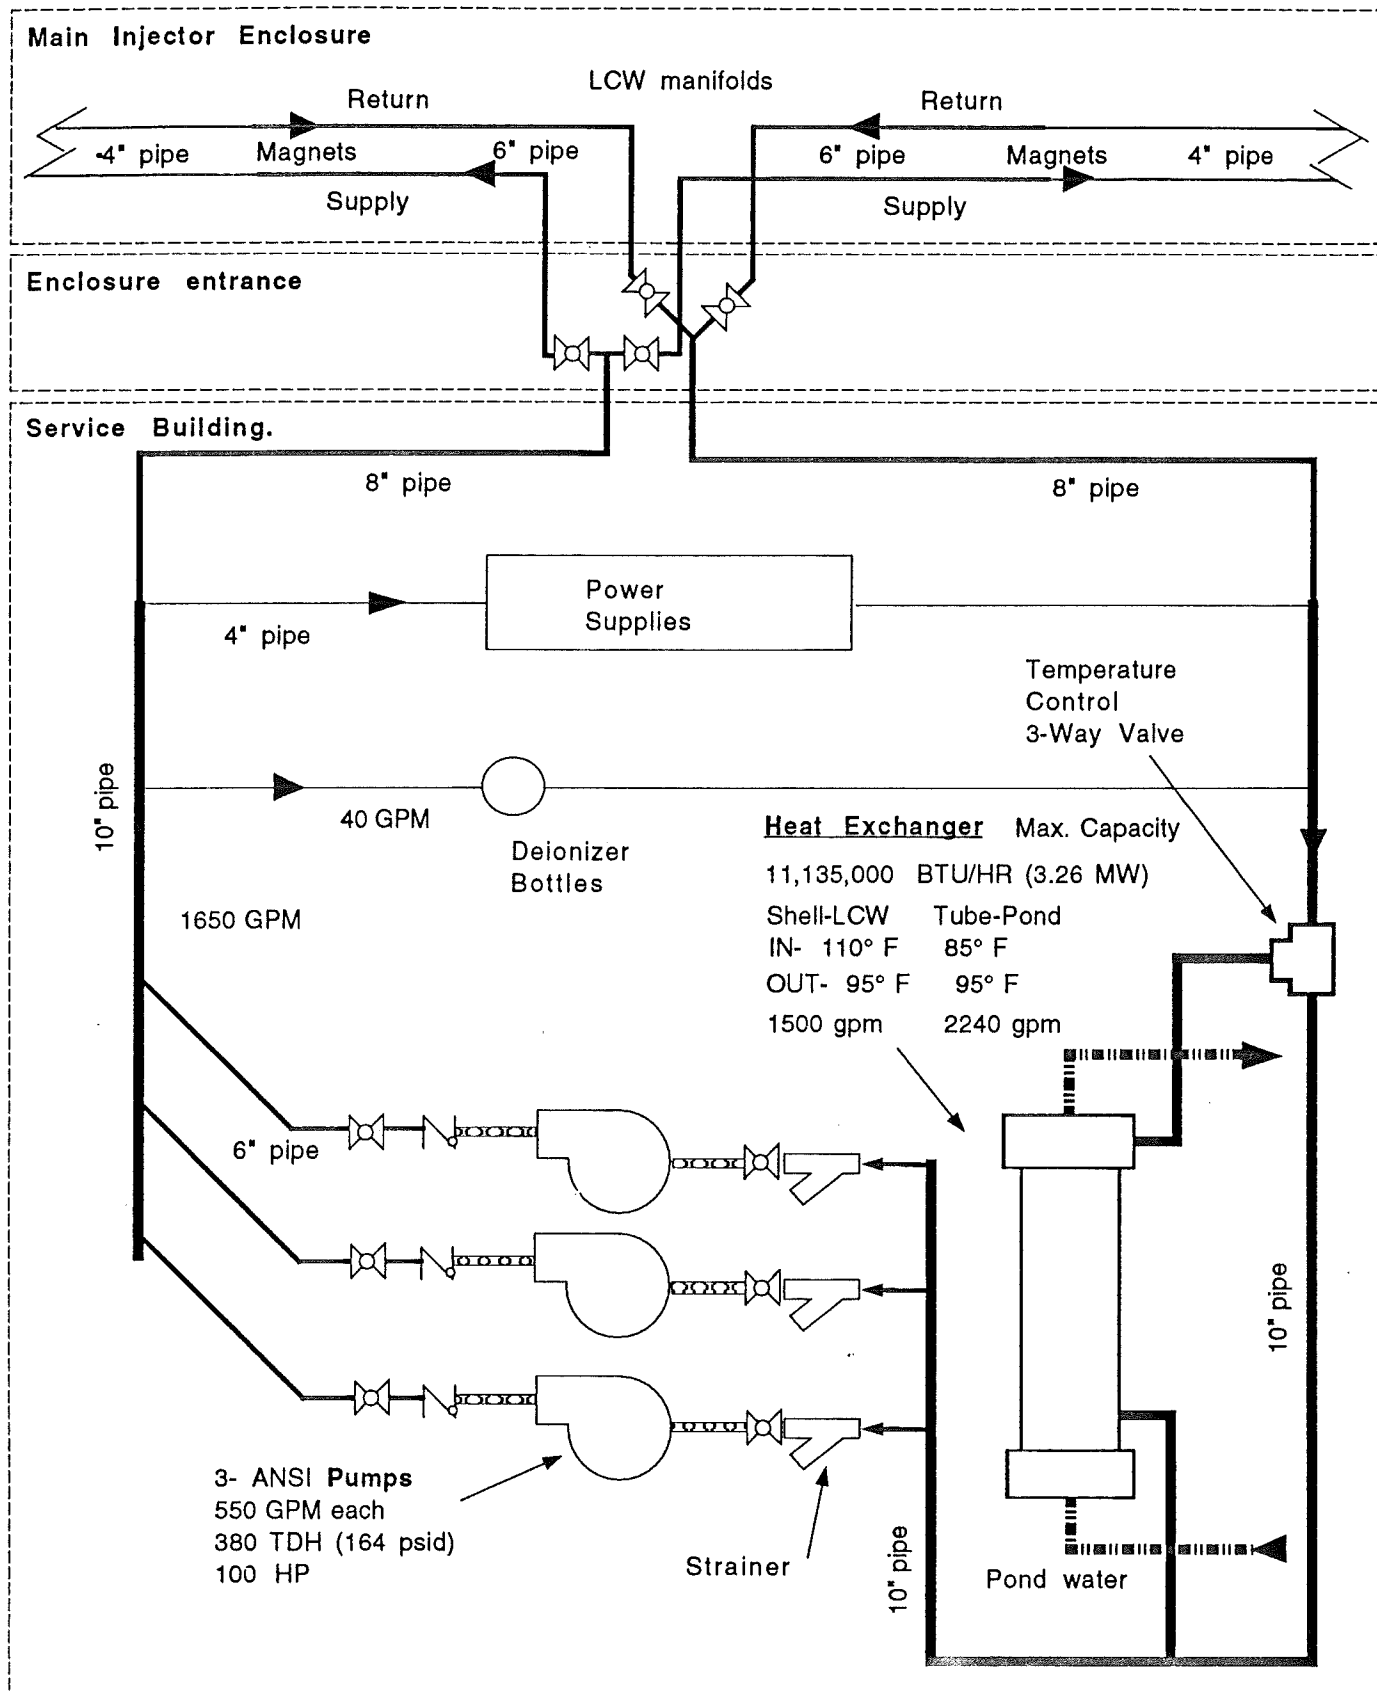 Main Injector Enclosure
LCW manifolds
Return
Return
4" pipe
Magnets
6" pipe
6" pipe
Magnets
4" pipe
Supply
Supply
Enclosure entrance
Service Building.
8" pipe
8" pipe
Power
Supplies
4" pipe
Temperature
Control
3-Way Valve
10" pipe
40 GPM
Deionizer
Bottles
Heat Exchanger Max. Capacity
11,135,000 BTU/HR (3.26 MW)
Shell-LCW Tube-Pond
IN- 110° F 85° F
OUT- 95° F 95° F
1500 gpm 2240 gpm
1650 GPM
6" pipe
10" pipe
3- ANSI Pumps
550 GPM each
380 TDH (164 psid)
100 HP
Strainer
10" pipe
Pond water